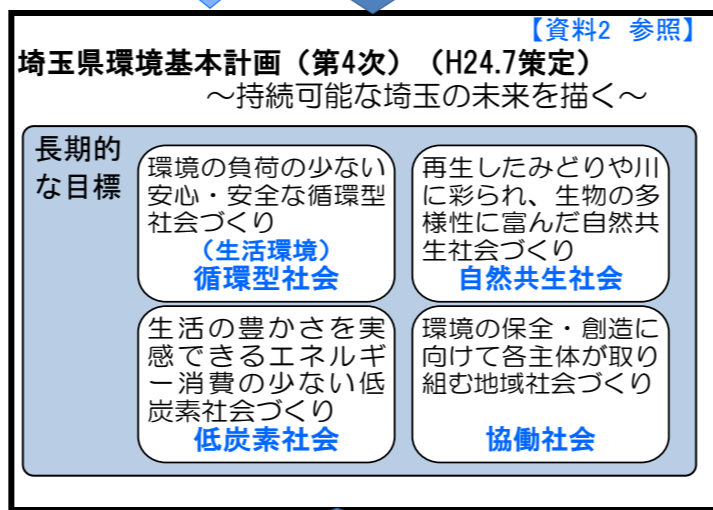 【資料2 参照】
埼玉県環境基本計画（第4次）（H24.7策定）
～持続可能な埼玉の未来を描く～
長期的
な目標
環境の負荷の少ない
安心・安全な循環型
社会づくり
（生活環境）
循環型社会
再生したみどりや川
に彩られ、生物の多
様性に富んだ自然共
生社会づくり
自然共生社会
生活の豊かさを実
感できるエネルギ
ー消費の少ない低
炭素社会づくり
低炭素社会
環境の保全・創造に
向けて各主体が取り
組む地域社会づくり
協働社会